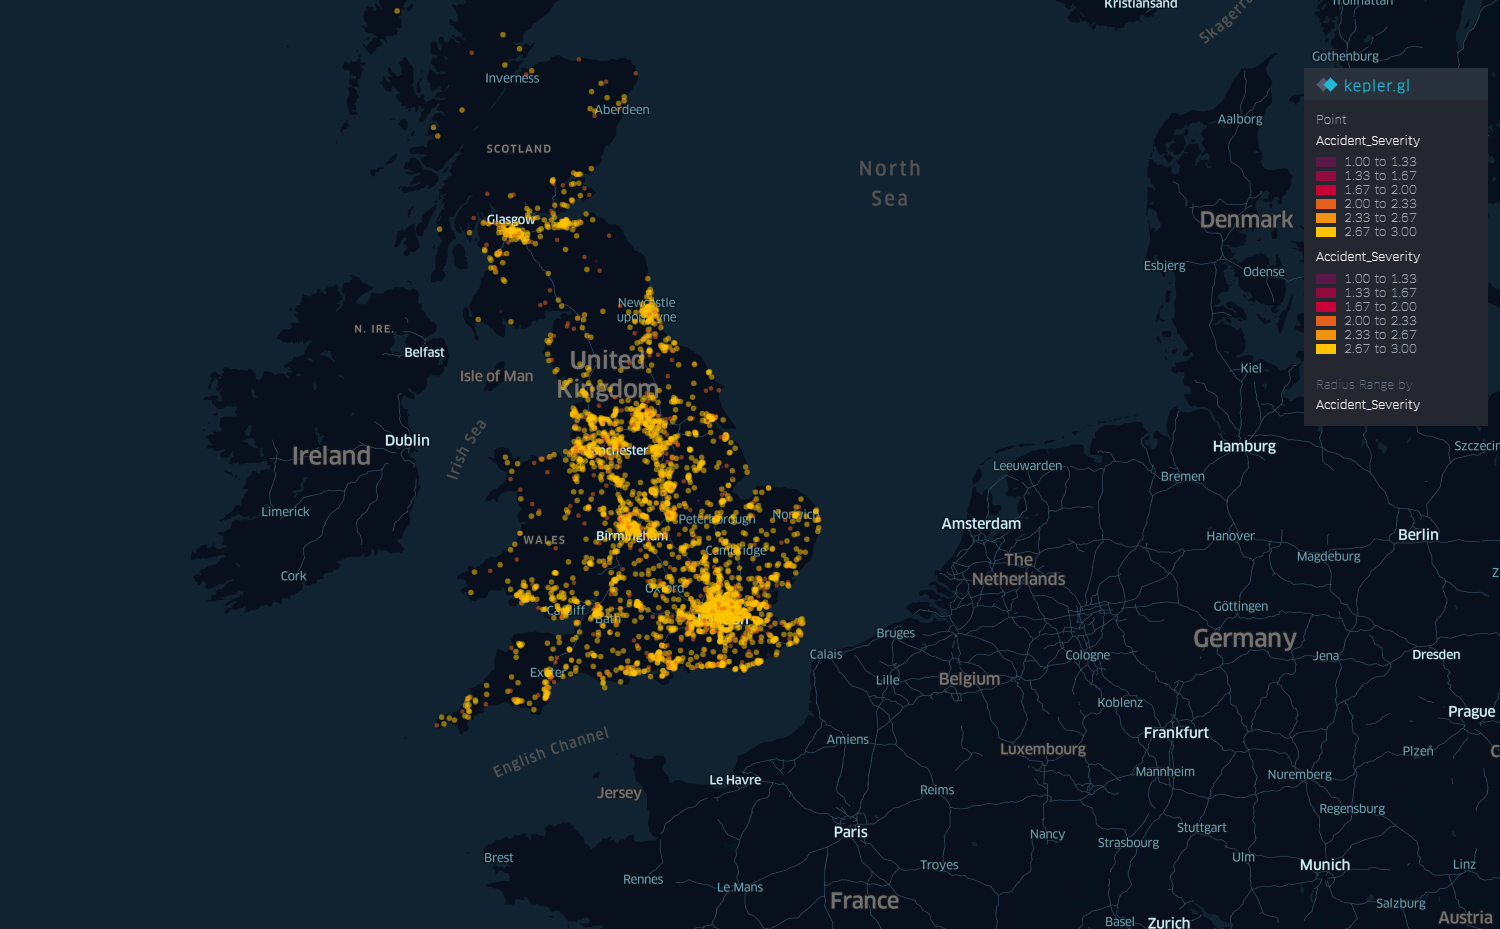 Kristiansand
Trollhättan
Skagerra
Gothenburg
kepler.gl
Point
Accident_Severity
1.00 to 1.33
1.33 to 1.67
1.67 to 2.00
2.00 to 2.33
2.33 to 2.67
2.67 to 3.00
Accident_Severity
1.00 to 1.33
1.33 to 1.67
1.67 to 2.00
2.00 to 2.33
2.33 to 2.67
2.67 to 3.00
Radius Range by
Accident_Severity
Inverness
Aberdeen
SCOTLAND
Glasgow
North
Sea
Aalborg
Denmark
Esbjerg
Odense
Kiel
Newcastle
upon Tyne
N. IRE.
Belfast
United
Kingdom
Isle of Man
Irish Sea
Dublin
Ireland
Manchester
Limerick
Cork
WALES
Birmingham
Peterborough
Norwich
Cambridge
Oxford
Cardiff
Bath
London
Exeter
English Channel
Hamburg
Szczecin
Leeuwarden
Bremen
Amsterdam
Hanover
Berlin
The
Netherlands
Magdeburg
Z
Göttingen
Bruges
Germany
Calais
Cologne
Jena
Dresden
Lille
Belgium
Koblenz
Prague
Frankfurt
Amiens
Luxembourg
Plzeň
C
Mannheim
Nuremberg
Jersey
Le Havre
Reims
Regensburg
Paris
Nancy
Stuttgart
Strasbourg
Brest
Troyes
Ulm
Munich
Linz
Rennes
Le Mans
France
Salzburg
Austria
Basel
Zurich